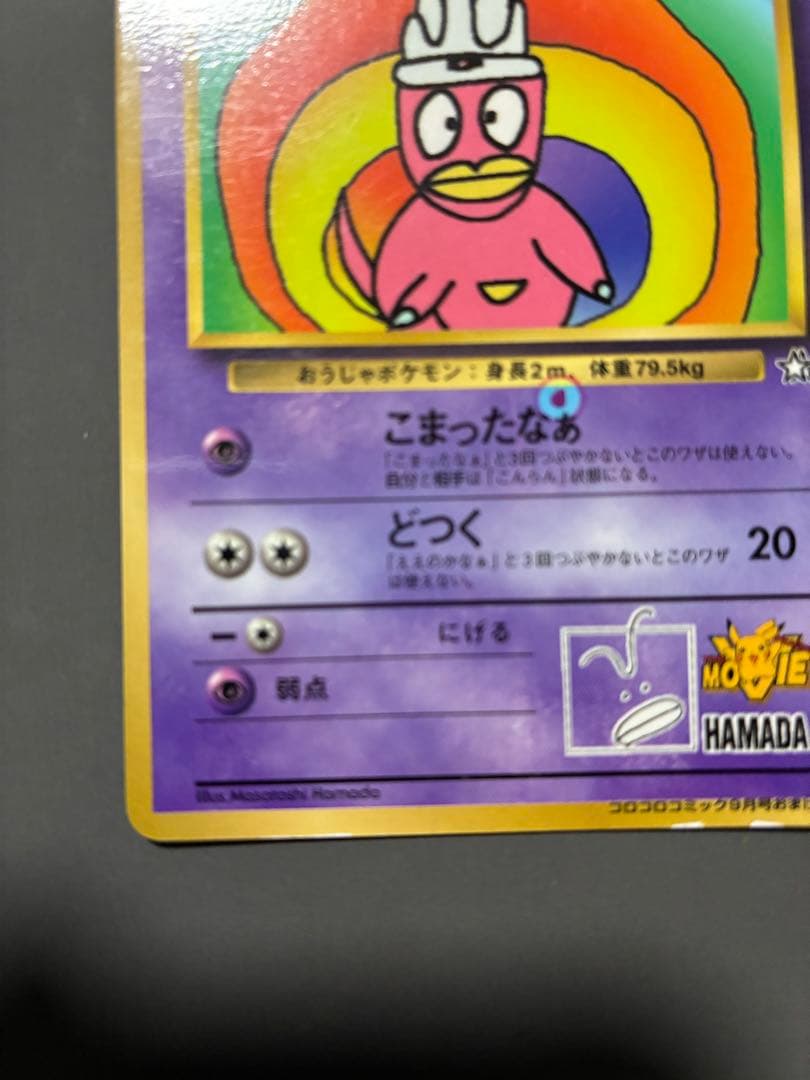 おうじゃポケモン：身長2m、体重79.5kg
こまったなぁ
「こまったなぁ」と3回つぶやかないとこのワザは使えない。
自分と相手は「こんらん」状態になる。
どつく 20
「ええのかなぁ」と3回つぶやかないとこのワザ
は使えない。
にげる
弱点
MOVIE
HAMADA
Illus. Masatoshi Hamada
コロコロコミック9月号おま